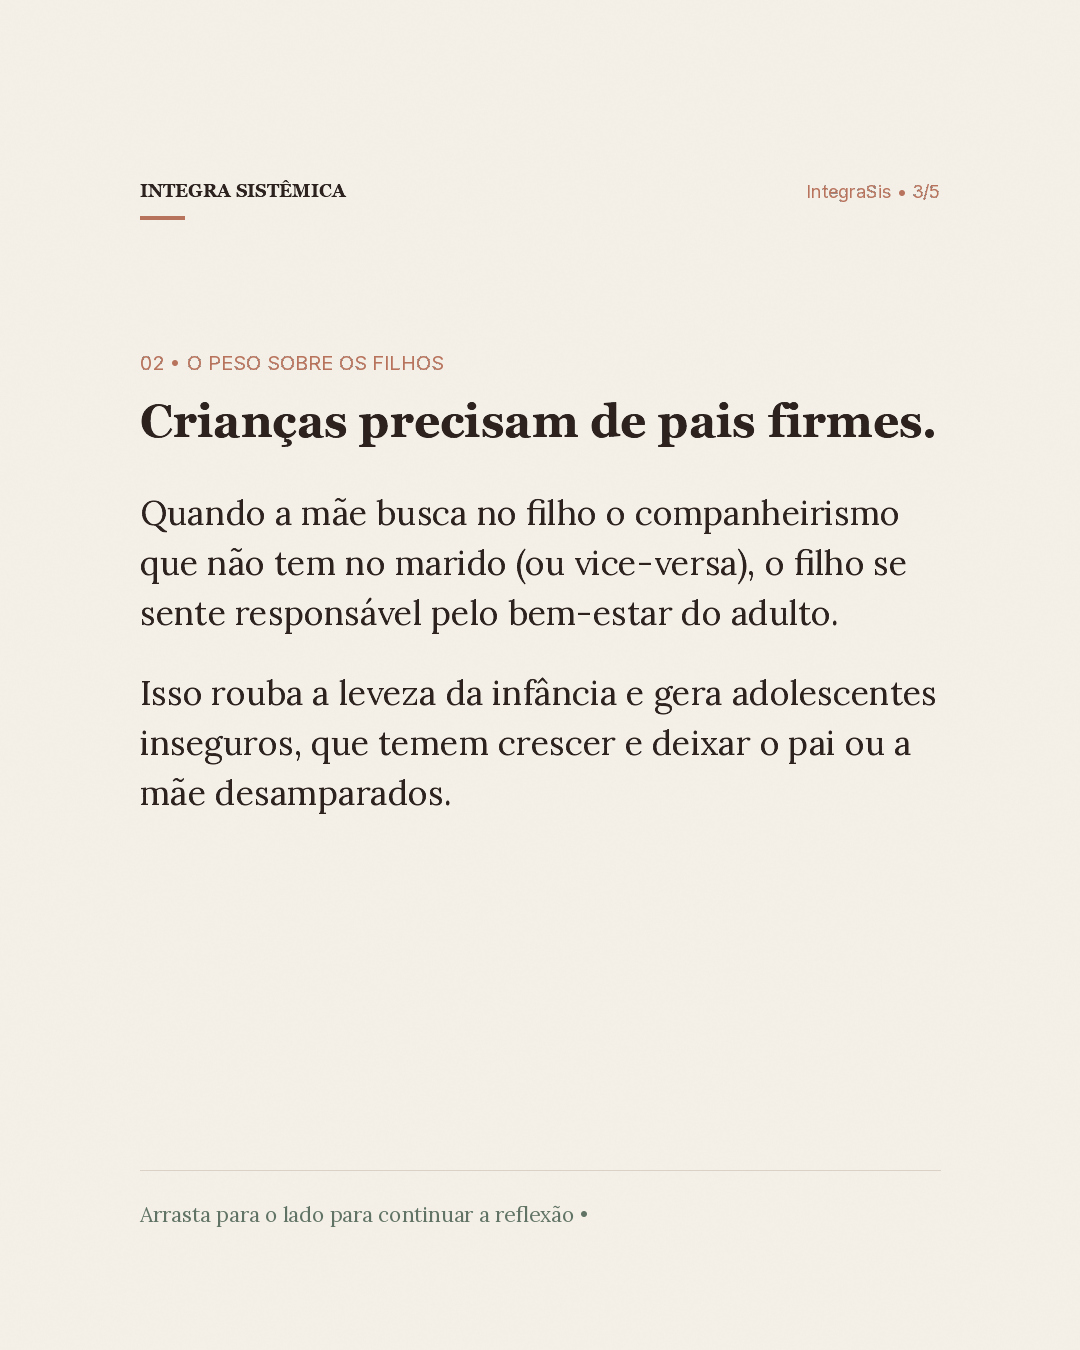 INTEGRA SISTÊMICA
IntegraSis • 3/5
02 • O PESO SOBRE OS FILHOS
Crianças precisam de pais firmes.
Quando a mãe busca no filho o companheirismo
que não tem no marido (ou vice-versa), o filho se
sente responsável pelo bem-estar do adulto.
Isso rouba a leveza da infância e gera adolescentes
inseguros, que temem crescer e deixar o pai ou a
mãe desamparados.
Arrasta para o lado para continuar a reflexão •